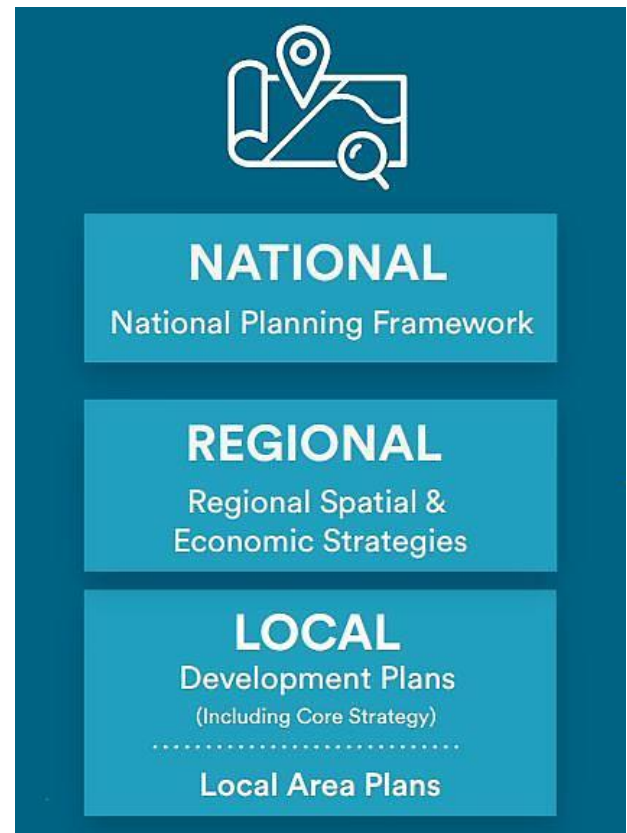 NATIONAL
National Planning Framework
REGIONAL
Regional Spatial &
Economic Strategies
LOCAL
Development Plans
(Including Core Strategy)
Local Area Plans